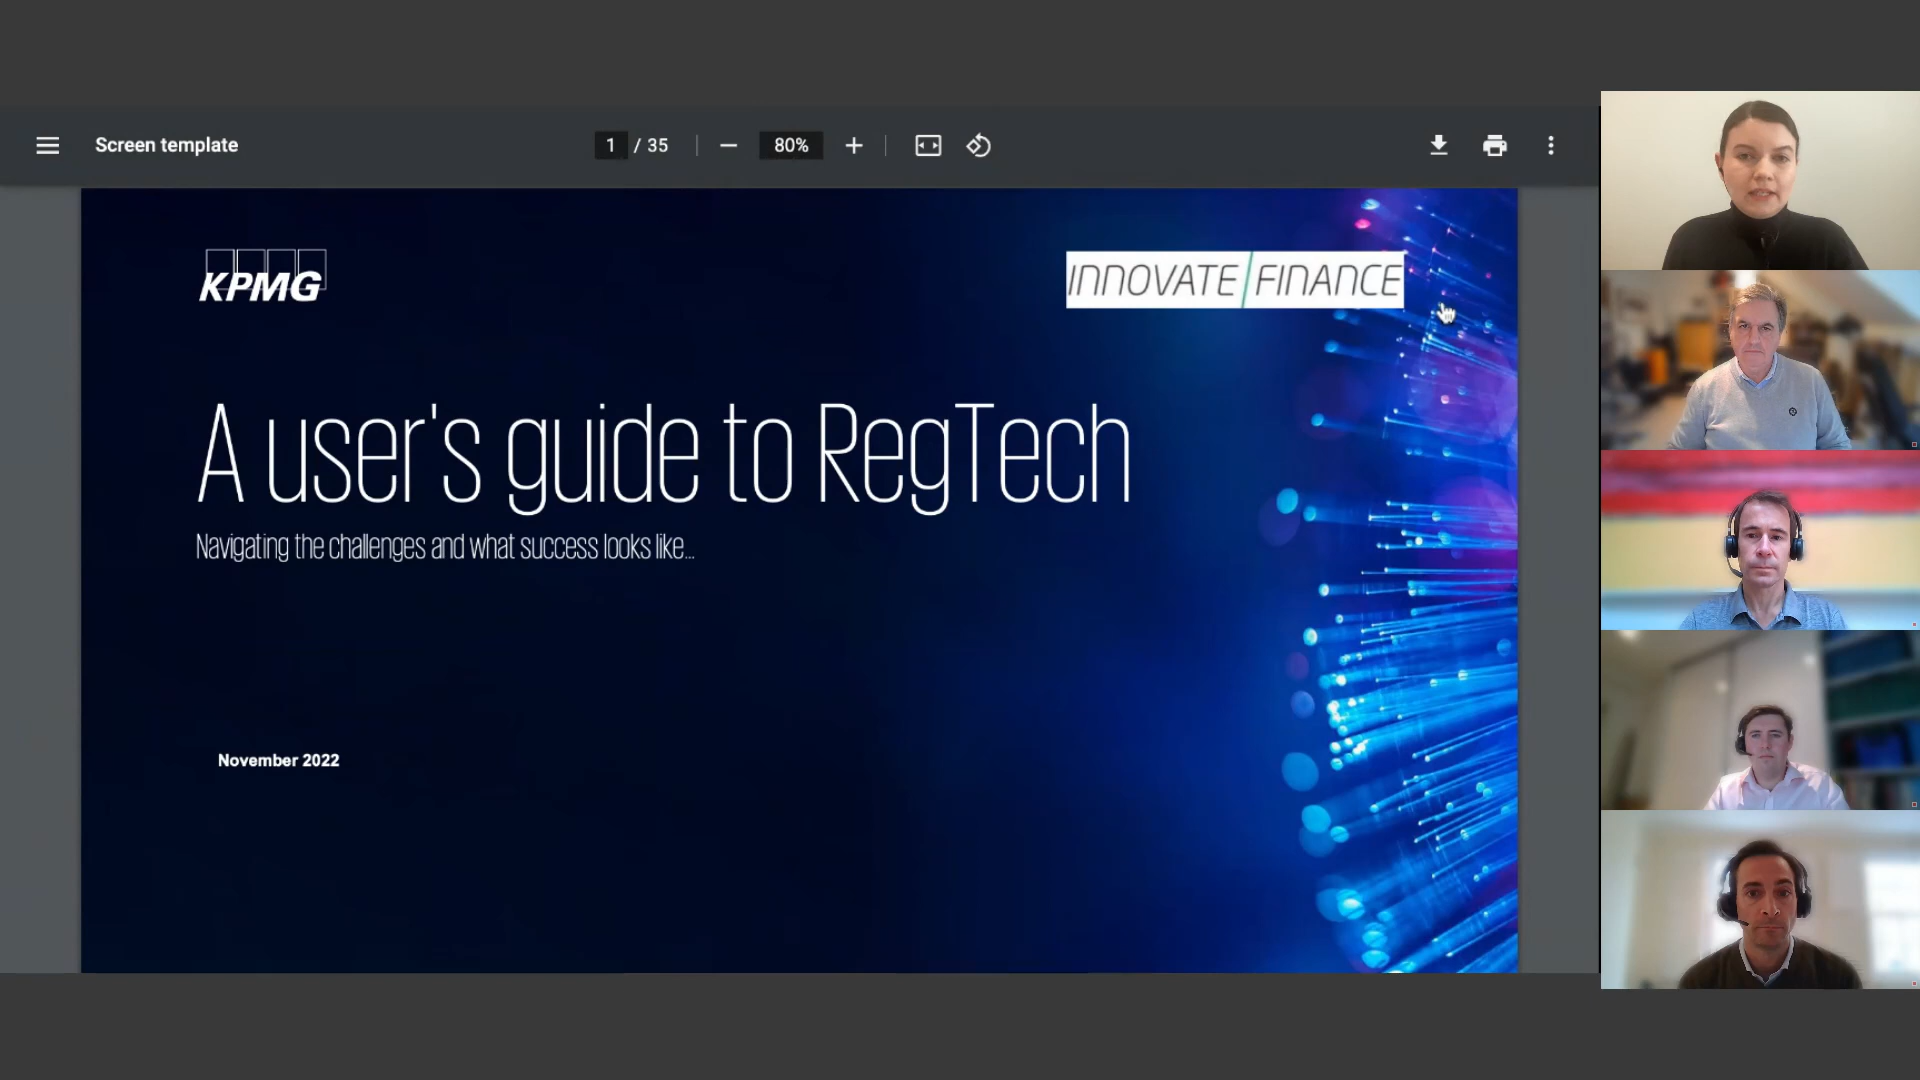 Screen template
1 / 35
80%
KPMG
INNOVATE/FINANCE
A user's guide to RegTech
Navigating the challenges and what success looks like...
November 2022